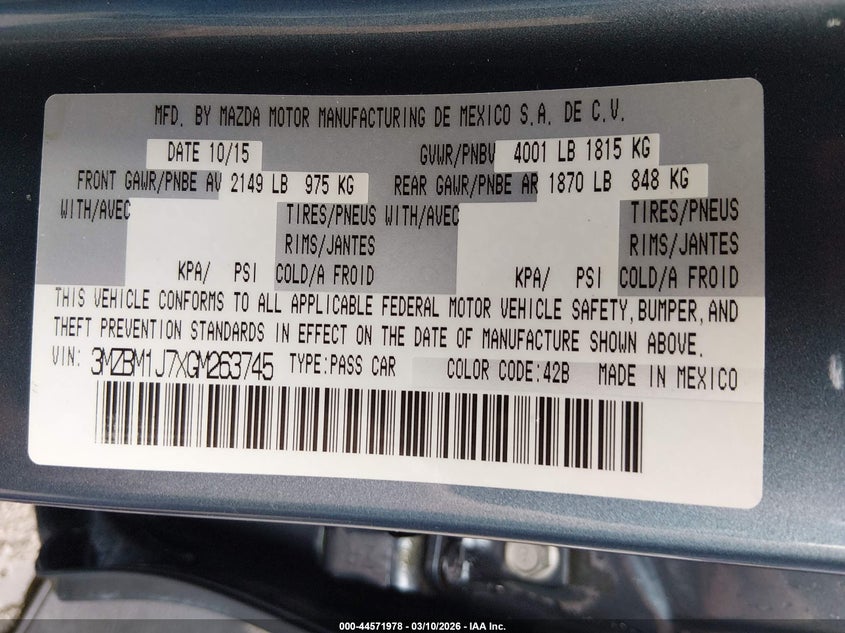 MFD. BY MAZDA MOTOR MANUFACTURING DE MEXICO S.A. DE C.V.
DATE 10/15 GVWR/PNBV 4001 LB 1815 KG
FRONT GAWR/PNBE AV 2149 LB 975 KG REAR GAWR/PNBE AR 1870 LB 848 KG
WITH/AVEC TIRES/PNEUS WITH/AVEC TIRES/PNEUS
RIMS/JANTES RIMS/JANTES
KPA/ PSI COLD/A FROID KPA/ PSI COLD/A FROID
THIS VEHICLE CONFORMS TO ALL APPLICABLE FEDERAL MOTOR VEHICLE SAFETY, BUMPER, AND
THEFT PREVENTION STANDARDS IN EFFECT ON THE DATE OF MANUFACTURE SHOWN ABOVE.
VIN: 3MZBM1J7XGM263745 TYPE:PASS CAR COLOR CODE:42B MADE IN MEXICO
000-44571978 - 03/10/2026 - IAA Inc.